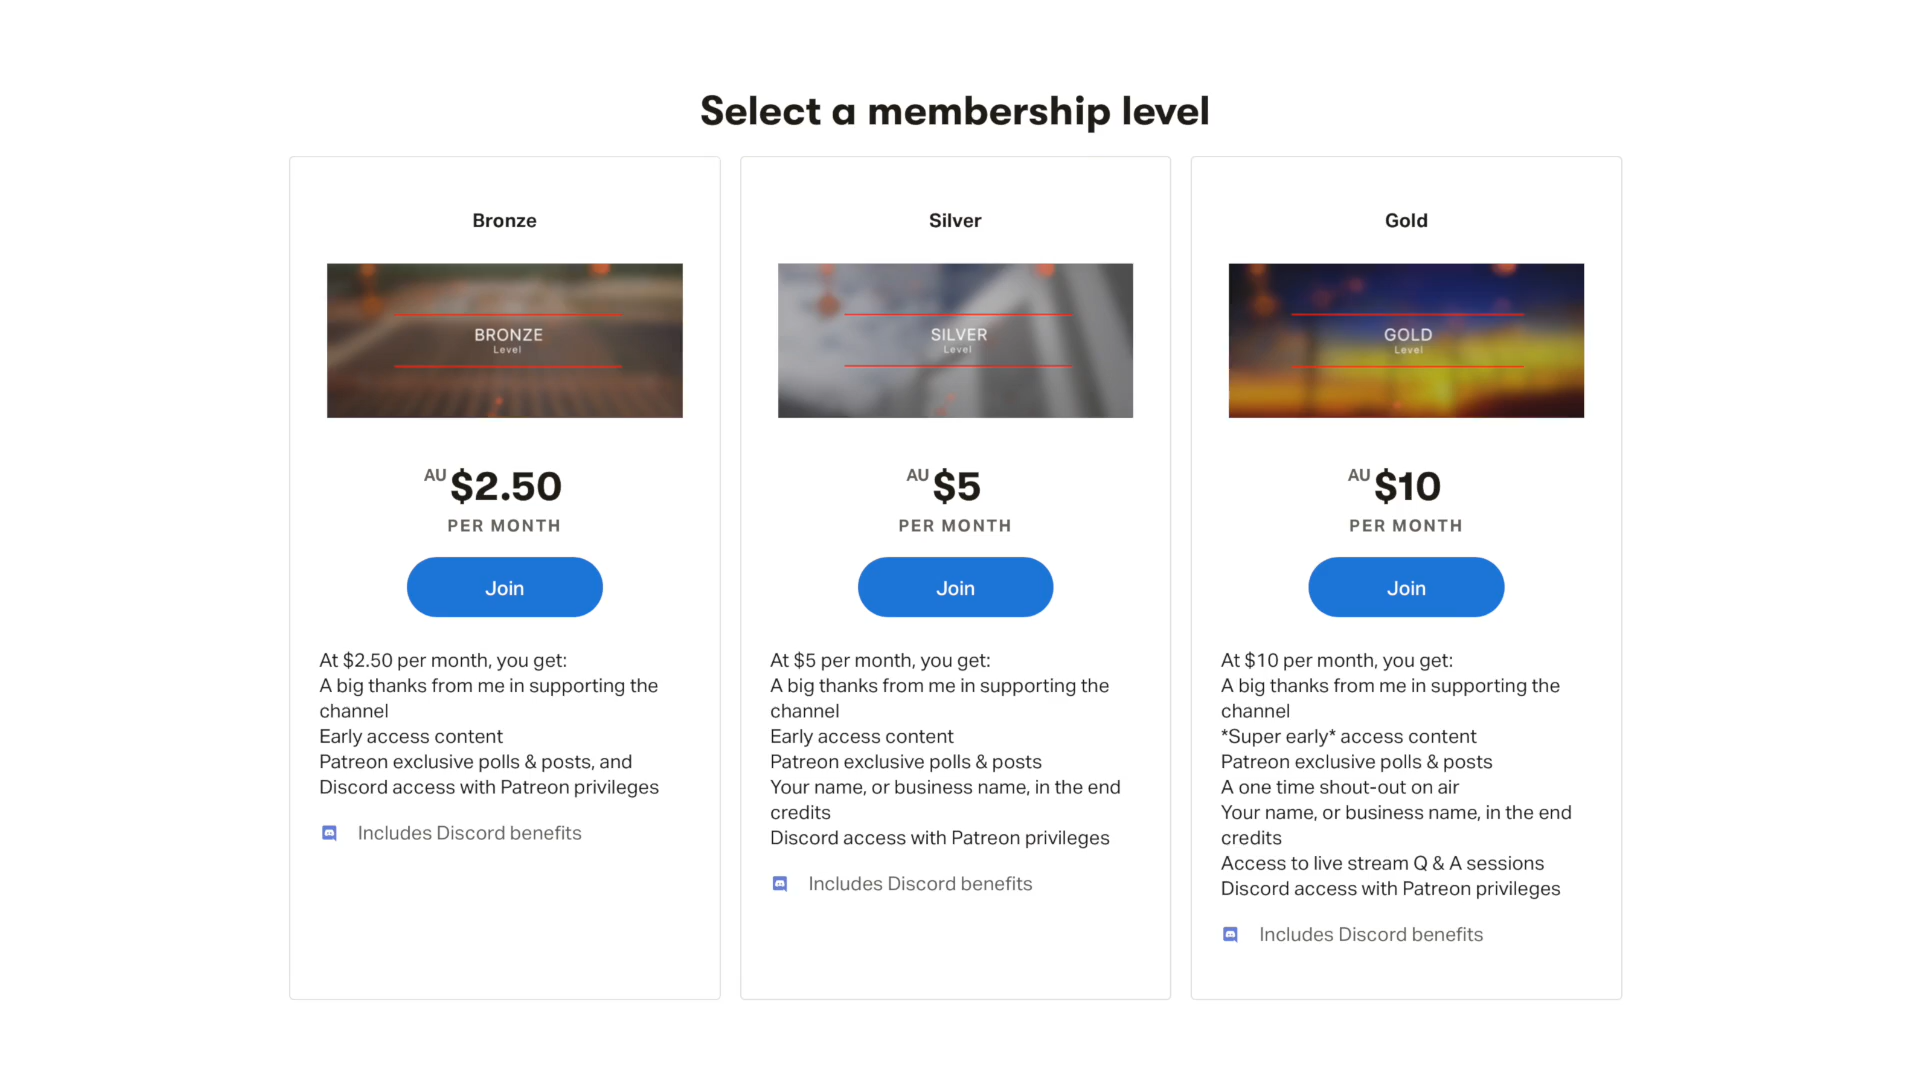 Select a membership level
Bronze
BRONZE
Level
AU $2.50
PER MONTH
Join
At $2.50 per month, you get:
A big thanks from me in supporting the
channel
Early access content
Patreon exclusive polls & posts, and
Discord access with Patreon privileges
Includes Discord benefits
Silver
SILVER
Level
AU $5
PER MONTH
Join
At $5 per month, you get:
A big thanks from me in supporting the
channel
Early access content
Patreon exclusive polls & posts
Your name, or business name, in the end
credits
Discord access with Patreon privileges
Includes Discord benefits
Gold
GOLD
Level
AU $10
PER MONTH
Join
At $10 per month, you get:
A big thanks from me in supporting the
channel
*Super early* access content
Patreon exclusive polls & posts
A one time shout-out on air
Your name, or business name, in the end
credits
Access to live stream Q & A sessions
Discord access with Patreon privileges
Includes Discord benefits